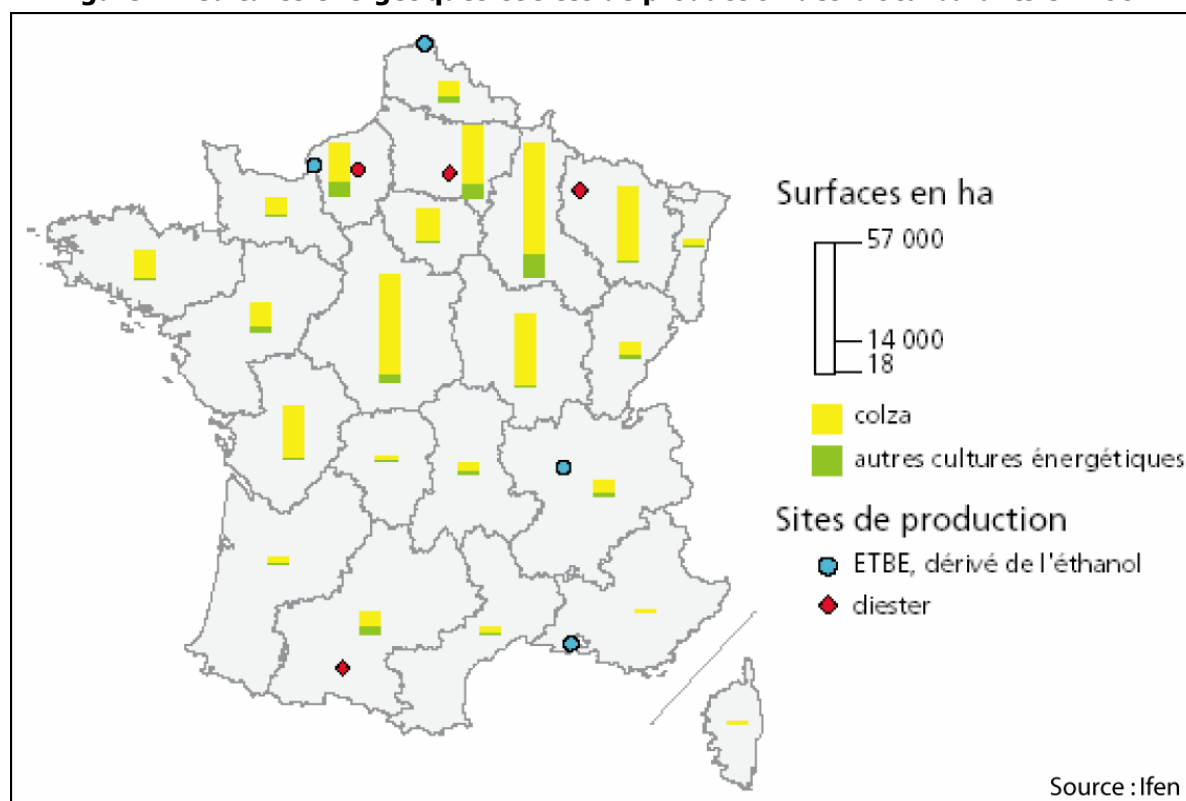 Surfaces en ha
57 000
14 000
18
colza
autres cultures énergétiques
Sites de production
ETBE, dérivé de l'éthanol
diester
Source : Ifen